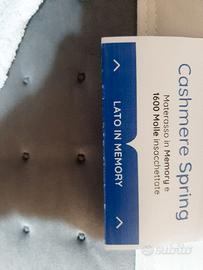 Cashmere Spring
Materasso in Memory e
1600 Molle insacchettate
LATO IN MEMORY
subito